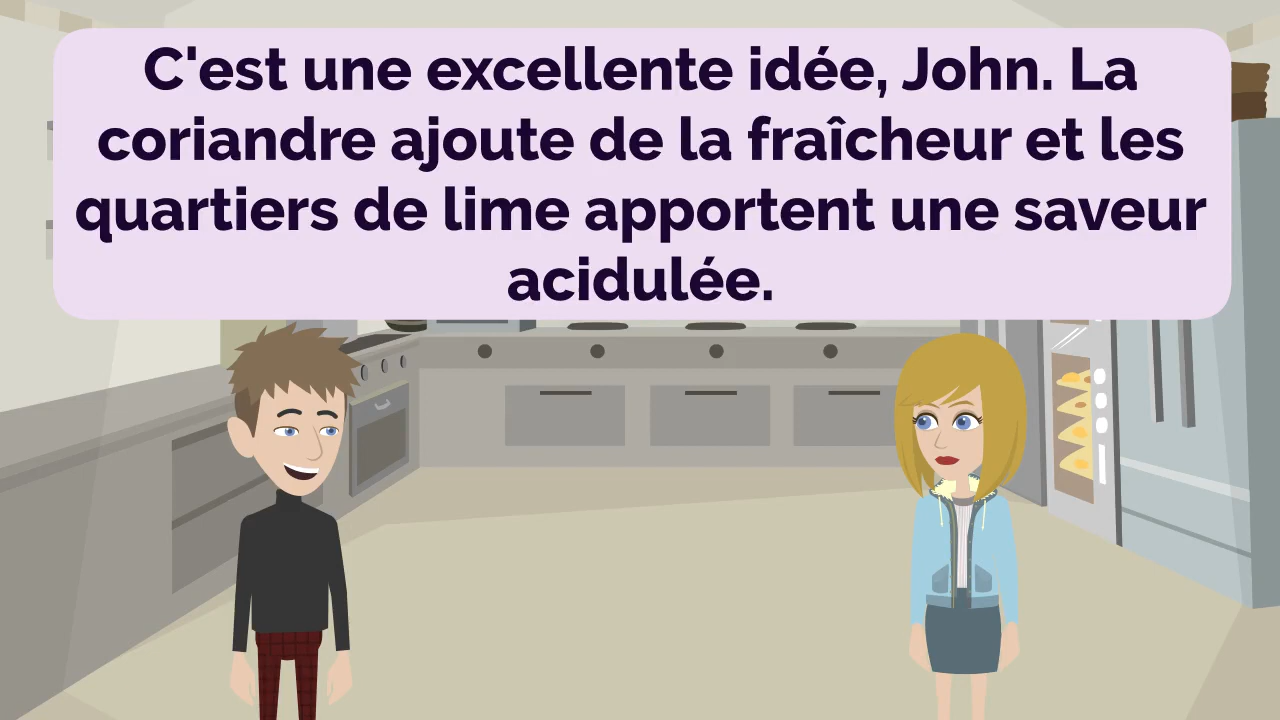 C'est une excellente idée, John. La
coriandre ajoute de la fraîcheur et les
quartiers de lime apportent une saveur
acidulée.